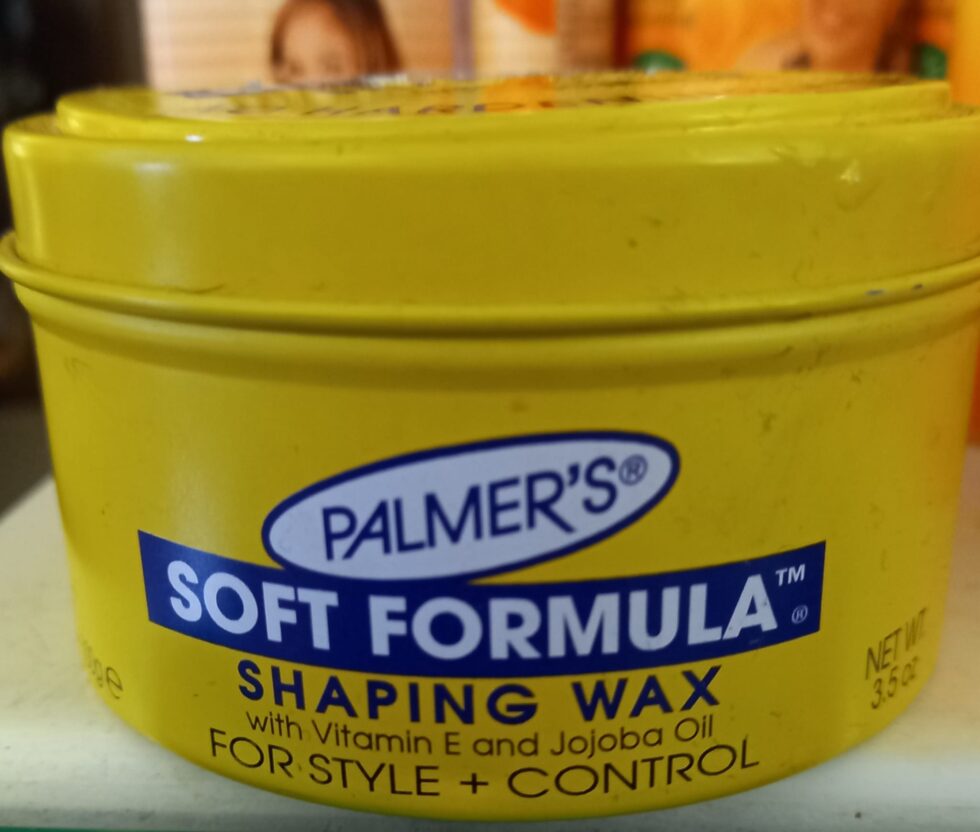 PALMER'S®
SOFT FORMULA™
®
SHAPING WAX
with Vitamin E and Jojoba Oil
FOR STYLE + CONTROL
NET WT.
3.5 oz